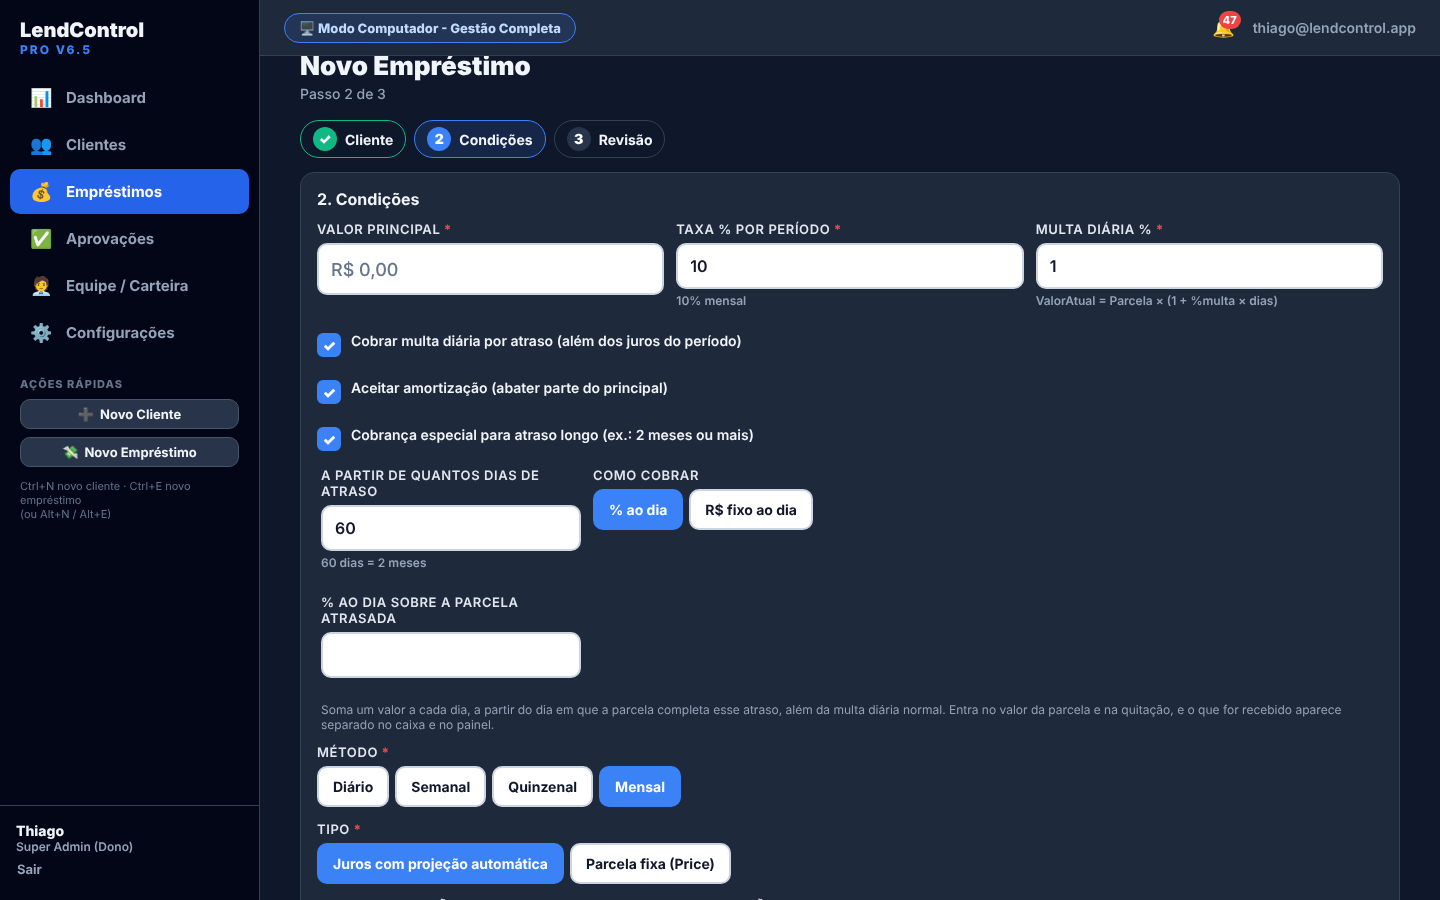 LendControl
PRO V6.5
Dashboard
Clientes
Empréstimos
Aprovações
Equipe / Carteira
Configurações
AÇÕES RÁPIDAS
Novo Cliente
Novo Empréstimo
Ctrl+N novo cliente · Ctrl+E novo
empréstimo
(ou Alt+N / Alt+E)
Thiago
Super Admin (Dono)
Sair
Modo Computador - Gestão Completa
47
thiago@lendcontrol.app
Novo Empréstimo
Passo 2 de 3
Cliente
2 Condições
3 Revisão
2. Condições
VALOR PRINCIPAL *
R$ 0,00
TAXA % POR PERÍODO *
10
10% mensal
MULTA DIÁRIA % *
1
ValorAtual = Parcela × (1 + %multa × dias)
Cobrar multa diária por atraso (além dos juros do período)
Aceitar amortização (abater parte do principal)
Cobrança especial para atraso longo (ex.: 2 meses ou mais)
A PARTIR DE QUANTOS DIAS DE
ATRASO
60
60 dias = 2 meses
COMO COBRAR
% ao dia
R$ fixo ao dia
% AO DIA SOBRE A PARCELA
ATRASADA
Soma um valor a cada dia, a partir do dia em que a parcela completa esse atraso, além da multa diária normal. Entra no valor da parcela e na quitação, e o que for recebido aparece
separado no caixa e no painel.
MÉTODO *
Diário
Semanal
Quinzenal
Mensal
TIPO *
Juros com projeção automática
Parcela fixa (Price)